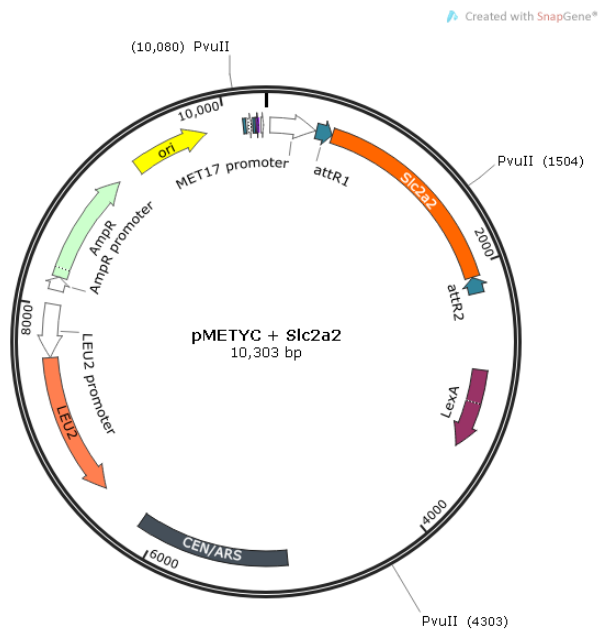 Created with SnapGene®
(10,080) PvuII
10,000
ori
MET17 promoter
attR1
PvuII (1504)
Slc2a2
2000
AmpR
AmpR promoter
attR2
8000
pMETYC + Slc2a2
10,303 bp
LEU2 promoter
LexA
LEU2
4000
CEN/ARS
6000
PvuII (4303)